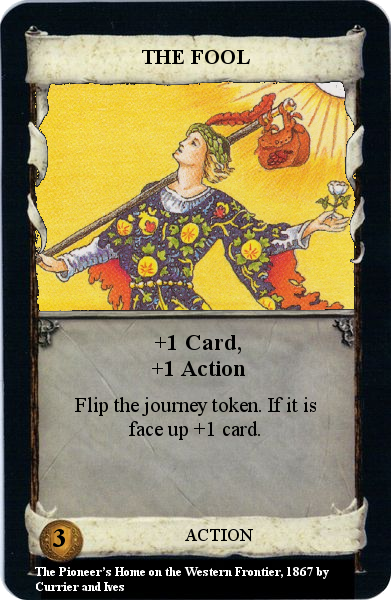 THE FOOL
+1 Card,
+1 Action
Flip the journey token. If it is
face up +1 card.
3
ACTION
The Pioneer's Home on the Western Frontier, 1867 by
Currier and Ives